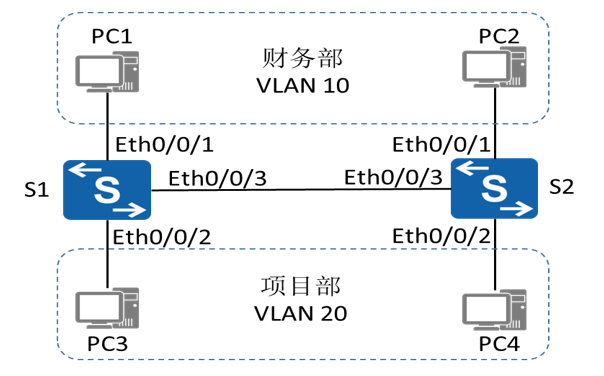 PC1
PC2
财务部
VLAN 10
Eth0/0/1
Eth0/0/1
S1
S
Eth0/0/3
Eth0/0/3
S
S2
Eth0/0/2
Eth0/0/2
项目部
VLAN 20
PC3
PC4